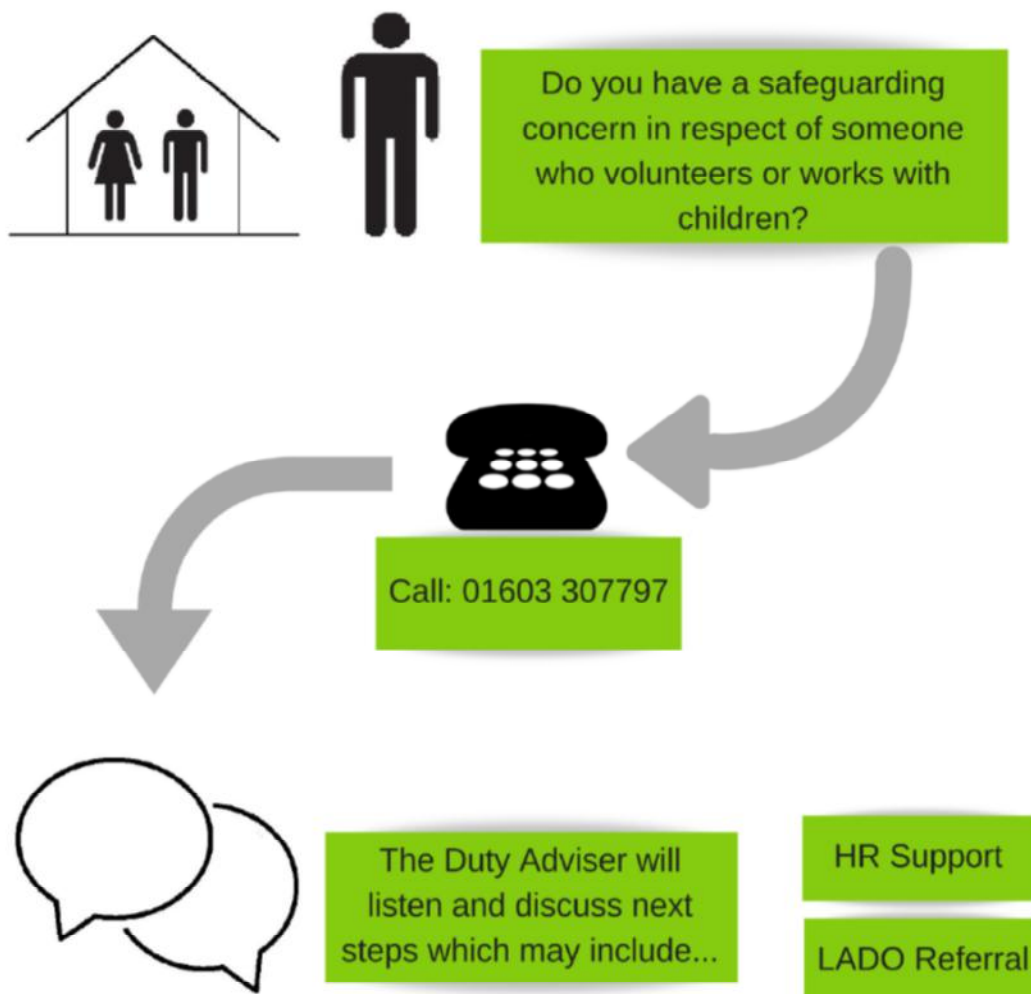 Do you have a safeguarding
concern in respect of someone
who volunteers or works with
children?
Call: 01603 307797
The Duty Adviser will
listen and discuss next
steps which may include...
HR Support
LADO Referral